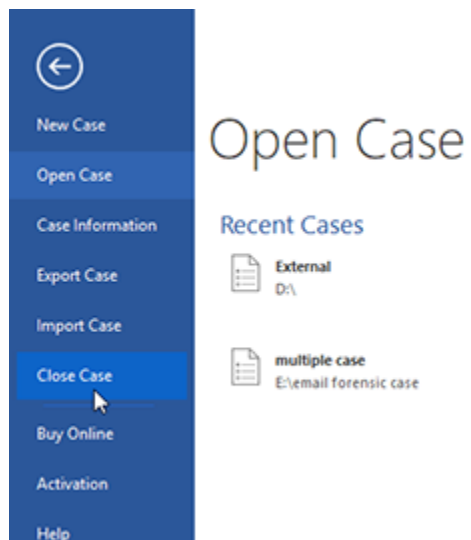 New Case
Open Case
Case Information
Export Case
Import Case
Close Case
Buy Online
Activation
Help
Open Case
Recent Cases
External
D:\
multiple case
E:\email forensic case